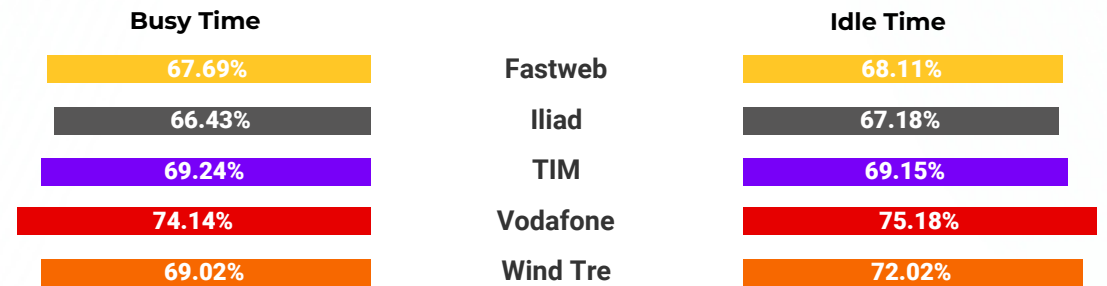 Busy Time Idle Time
67.69% Fastweb 68.11%
66.43% Iliad 67.18%
69.24% TIM 69.15%
74.14% Vodafone 75.18%
69.02% Wind Tre 72.02%